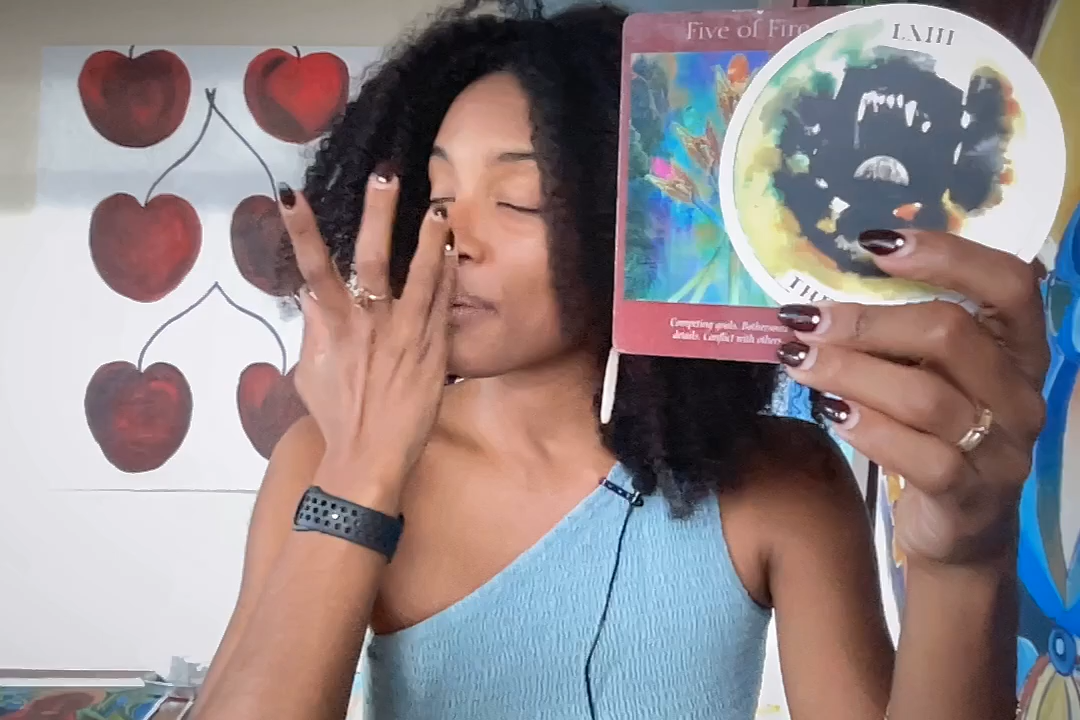 Five of Fire
LXIII
Competing goals. Bothersome
details. Conflict with others.